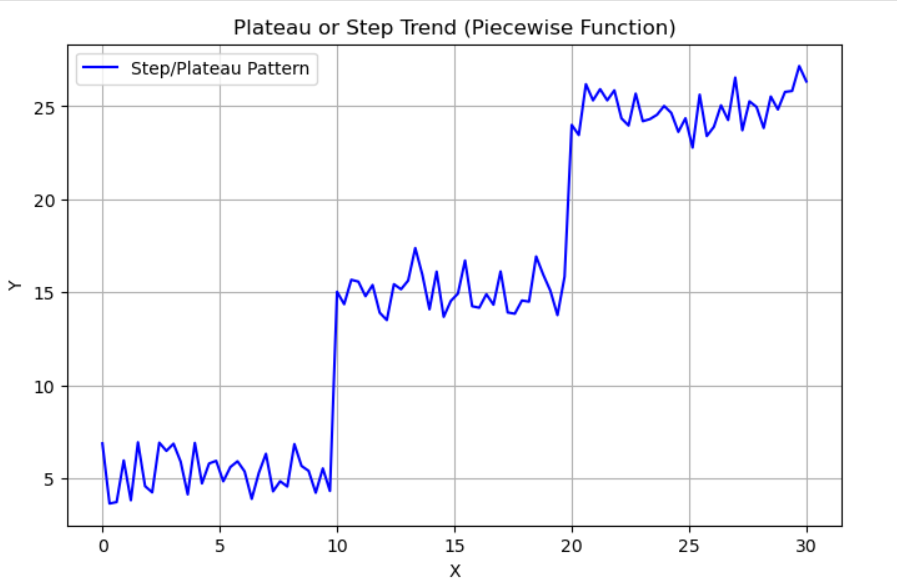 Plateau or Step Trend (Piecewise Function)
Step/Plateau Pattern
25
20
15
10
5
Y
0 5 10 15 20 25 30
X